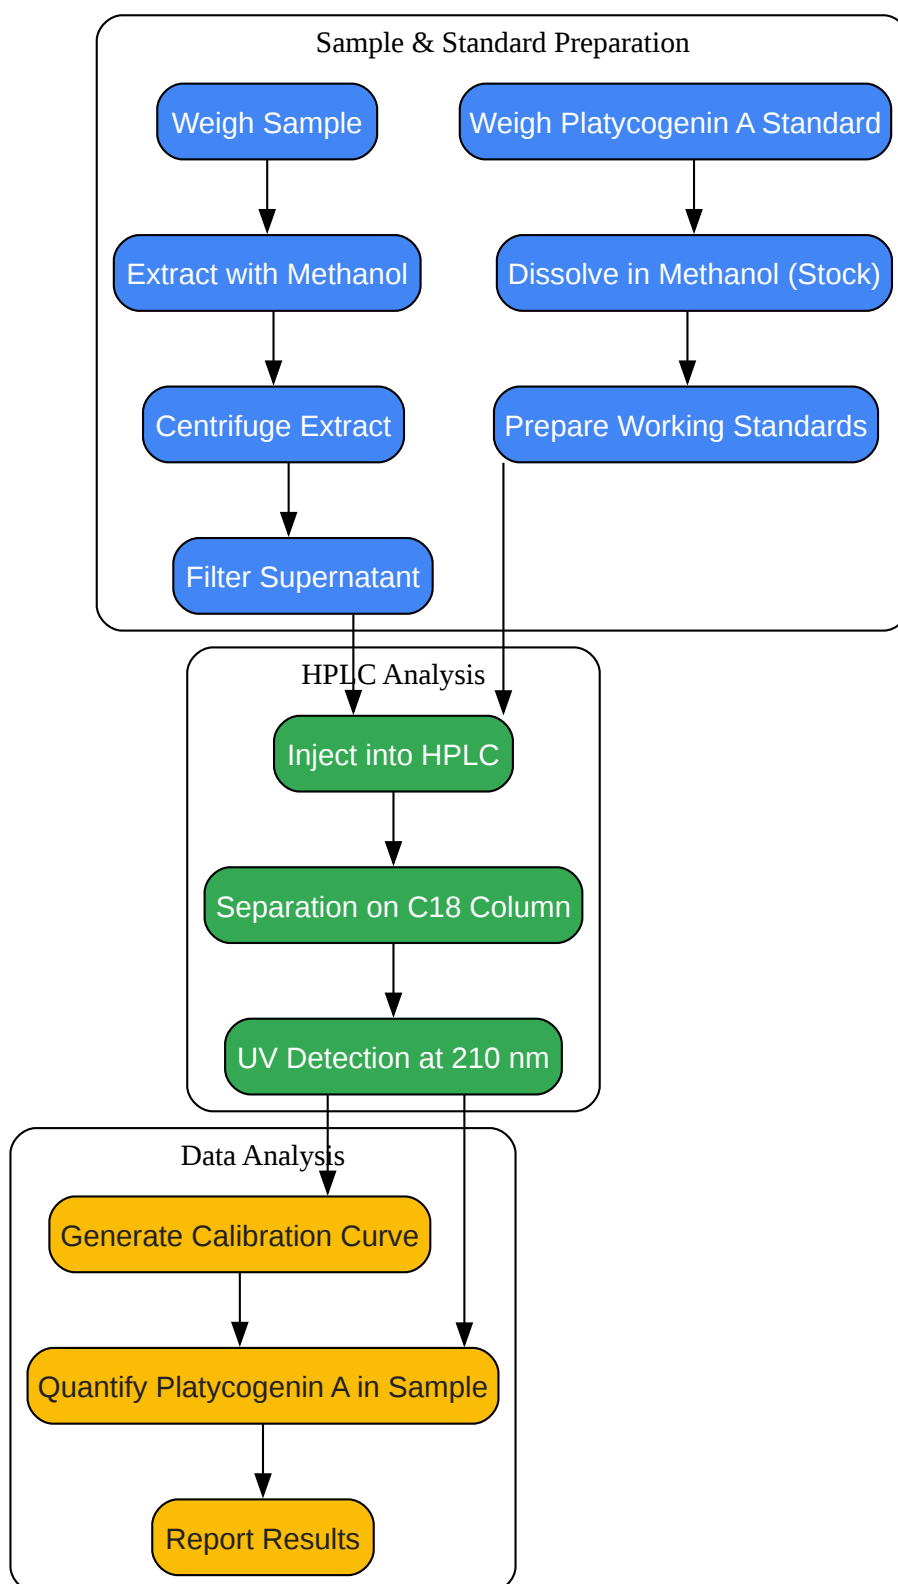 Sample & Standard Preparation
Weigh Sample
Weigh Platycogenin A Standard
Extract with Methanol
Dissolve in Methanol (Stock)
Centrifuge Extract
Prepare Working Standards
Filter Supernatant
HPLC Analysis
Inject into HPLC
Separation on C18 Column
UV Detection at 210 nm
Data Analysis
Generate Calibration Curve
Quantify Platycogenin A in Sample
Report Results